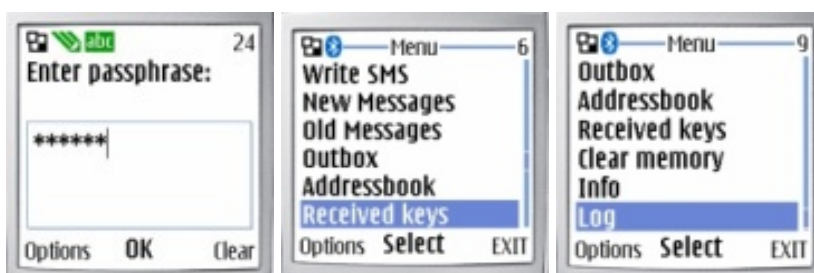 abc 24
Enter passphrase:
******
Options OK Clear
Menu 6
Write SMS
New Messages
Old Messages
Outbox
Addressbook
Received keys
Options Select EXIT
Menu 9
Outbox
Addressbook
Received keys
Clear memory
Info
Log
Options Select EXIT